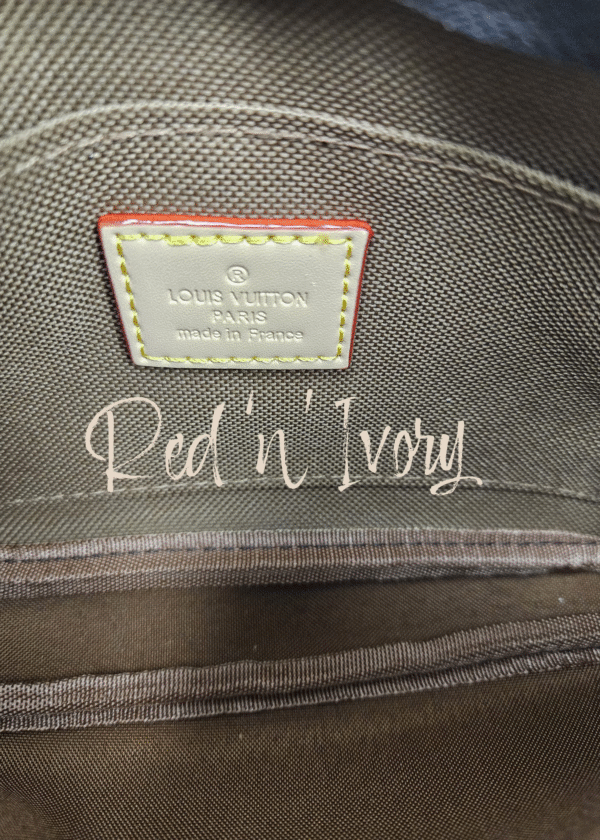 ®
LOUIS VUITTON
PARIS
made in France
Red 'n' Ivory